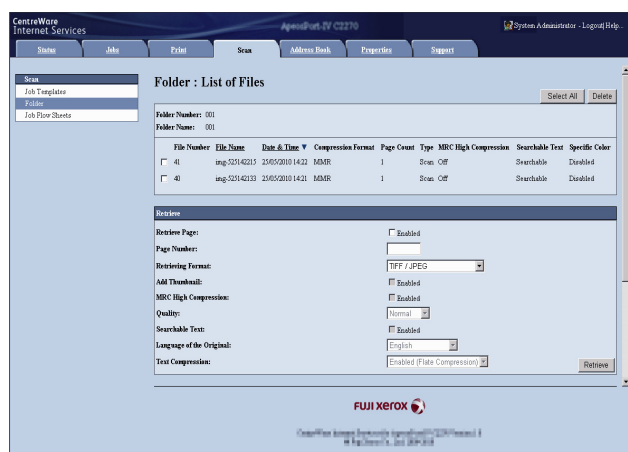 CentreWare
Internet Services
ApeosPort-IV C2270
System Administrator - Logout| Help...
Status Jobs Print Scan Address Book Properties Support
Scan
Job Templates
Folder
Job Flow Sheets
Folder : List of Files
Select All Delete
Folder Number: 001
Folder Name: 001
File Number File Name Date & Time Compression Format Page Count Type MRC High Compression Searchable Text Specific Color
41 img-525142215 25/05/2010 14:22 MMR 1 Scan Off Searchable Disabled
40 img-525142133 25/05/2010 14:21 MMR 1 Scan Off Searchable Disabled
Retrieve
Retrieve Page: Enabled
Page Number:
Retrieving Format: TIFF / JPEG
Add Thumbnail: Enabled
MRC High Compression: Enabled
Quality: Normal
Searchable Text: Enabled
Language of the Original: English
Text Compression: Enabled (Flate Compression)
Retrieve
FUJI XEROX